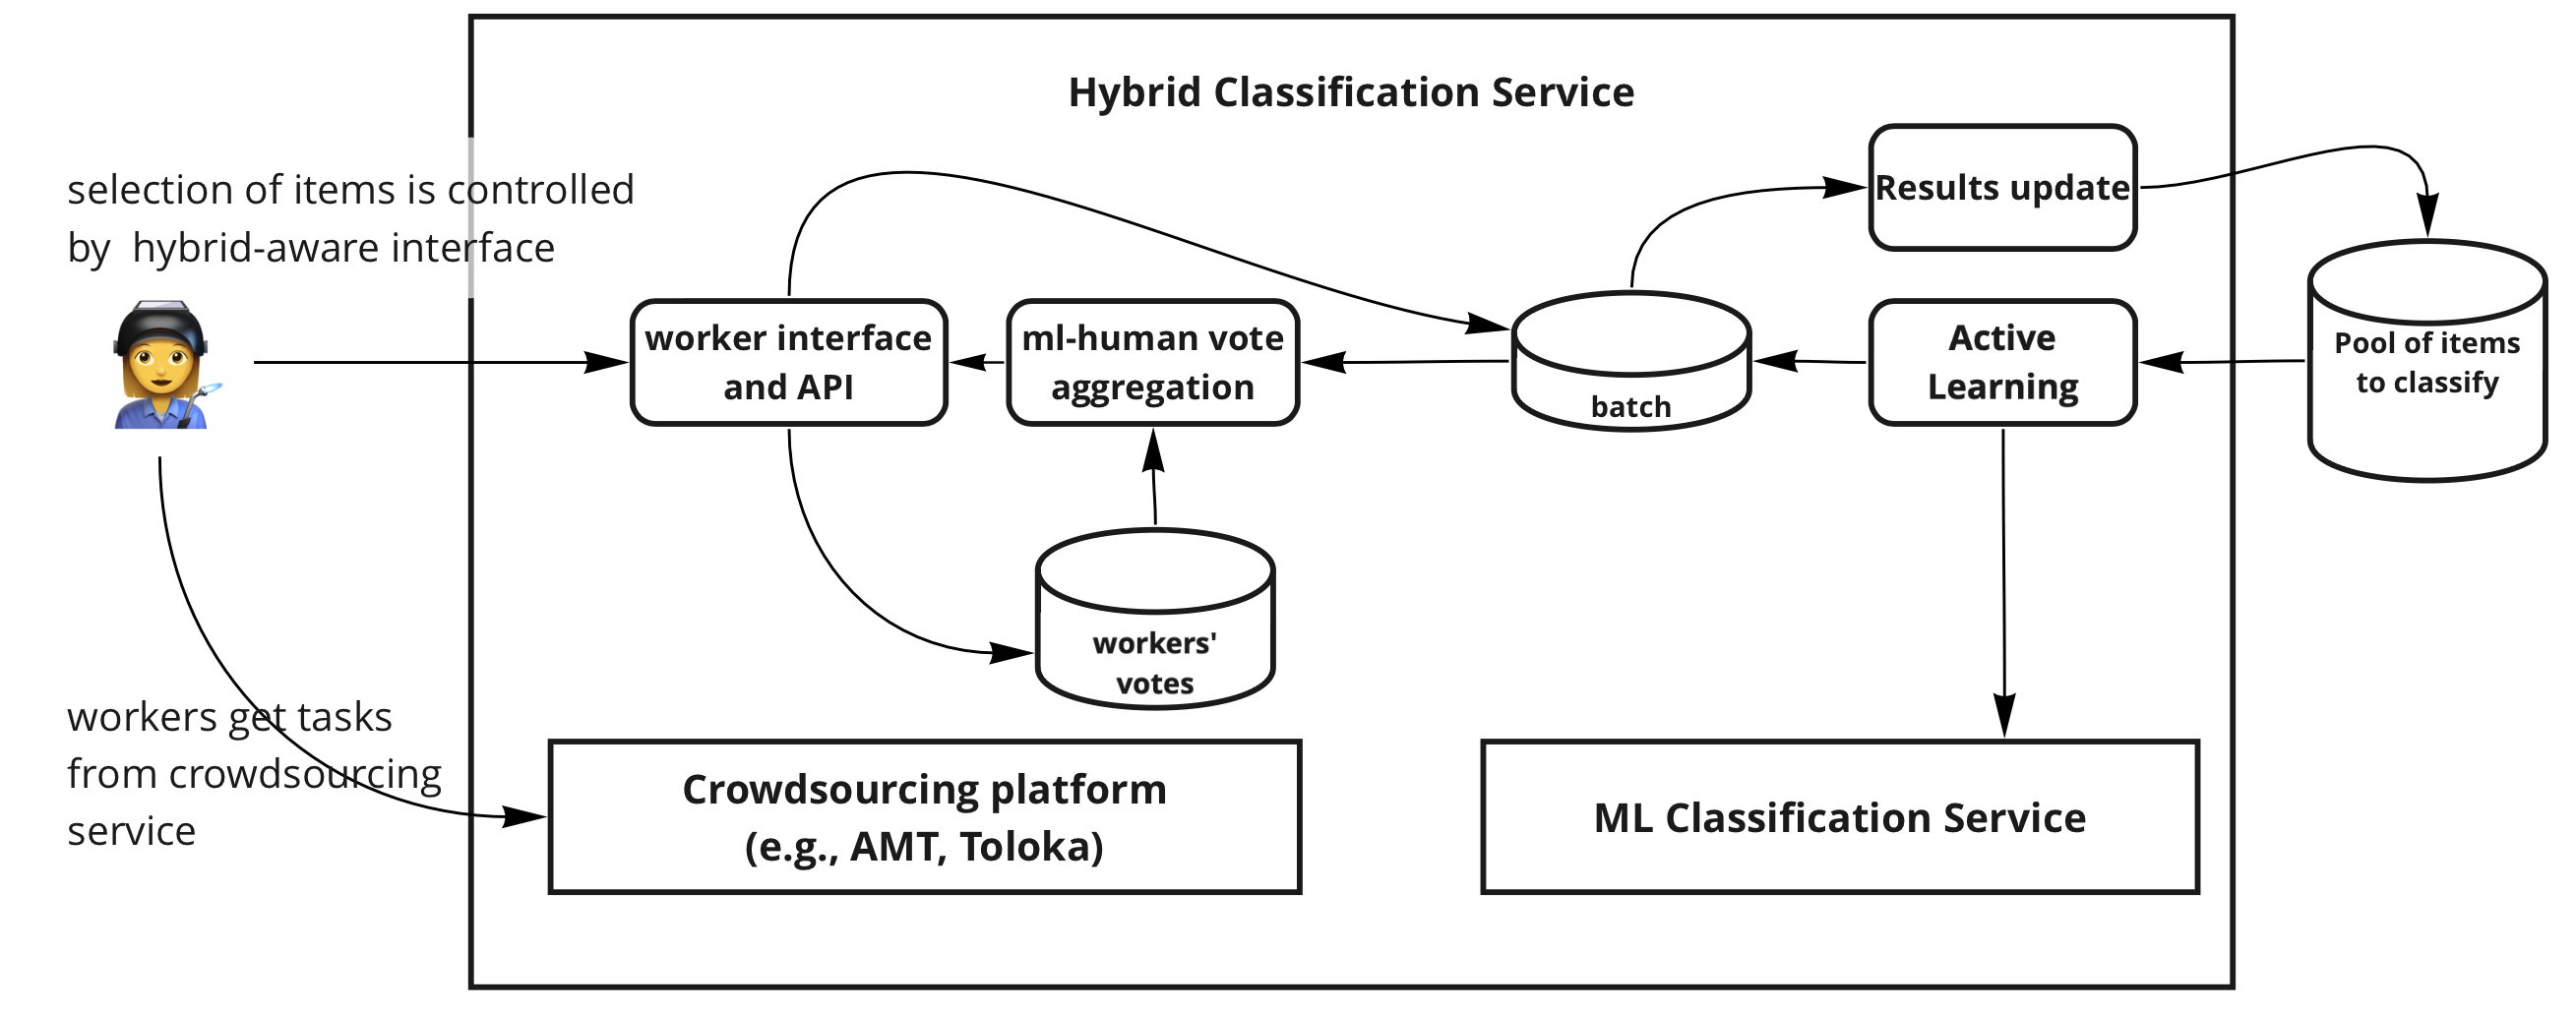 Hybrid Classification Service
selection of items is controlled
by hybrid-aware interface
Results update
worker interface
and API
ml-human vote
aggregation
batch
Active
Learning
Pool of items
to classify
workers'
votes
workers get tasks
from crowdsourcing
service
Crowdsourcing platform
(e.g., AMT, Toloka)
ML Classification Service